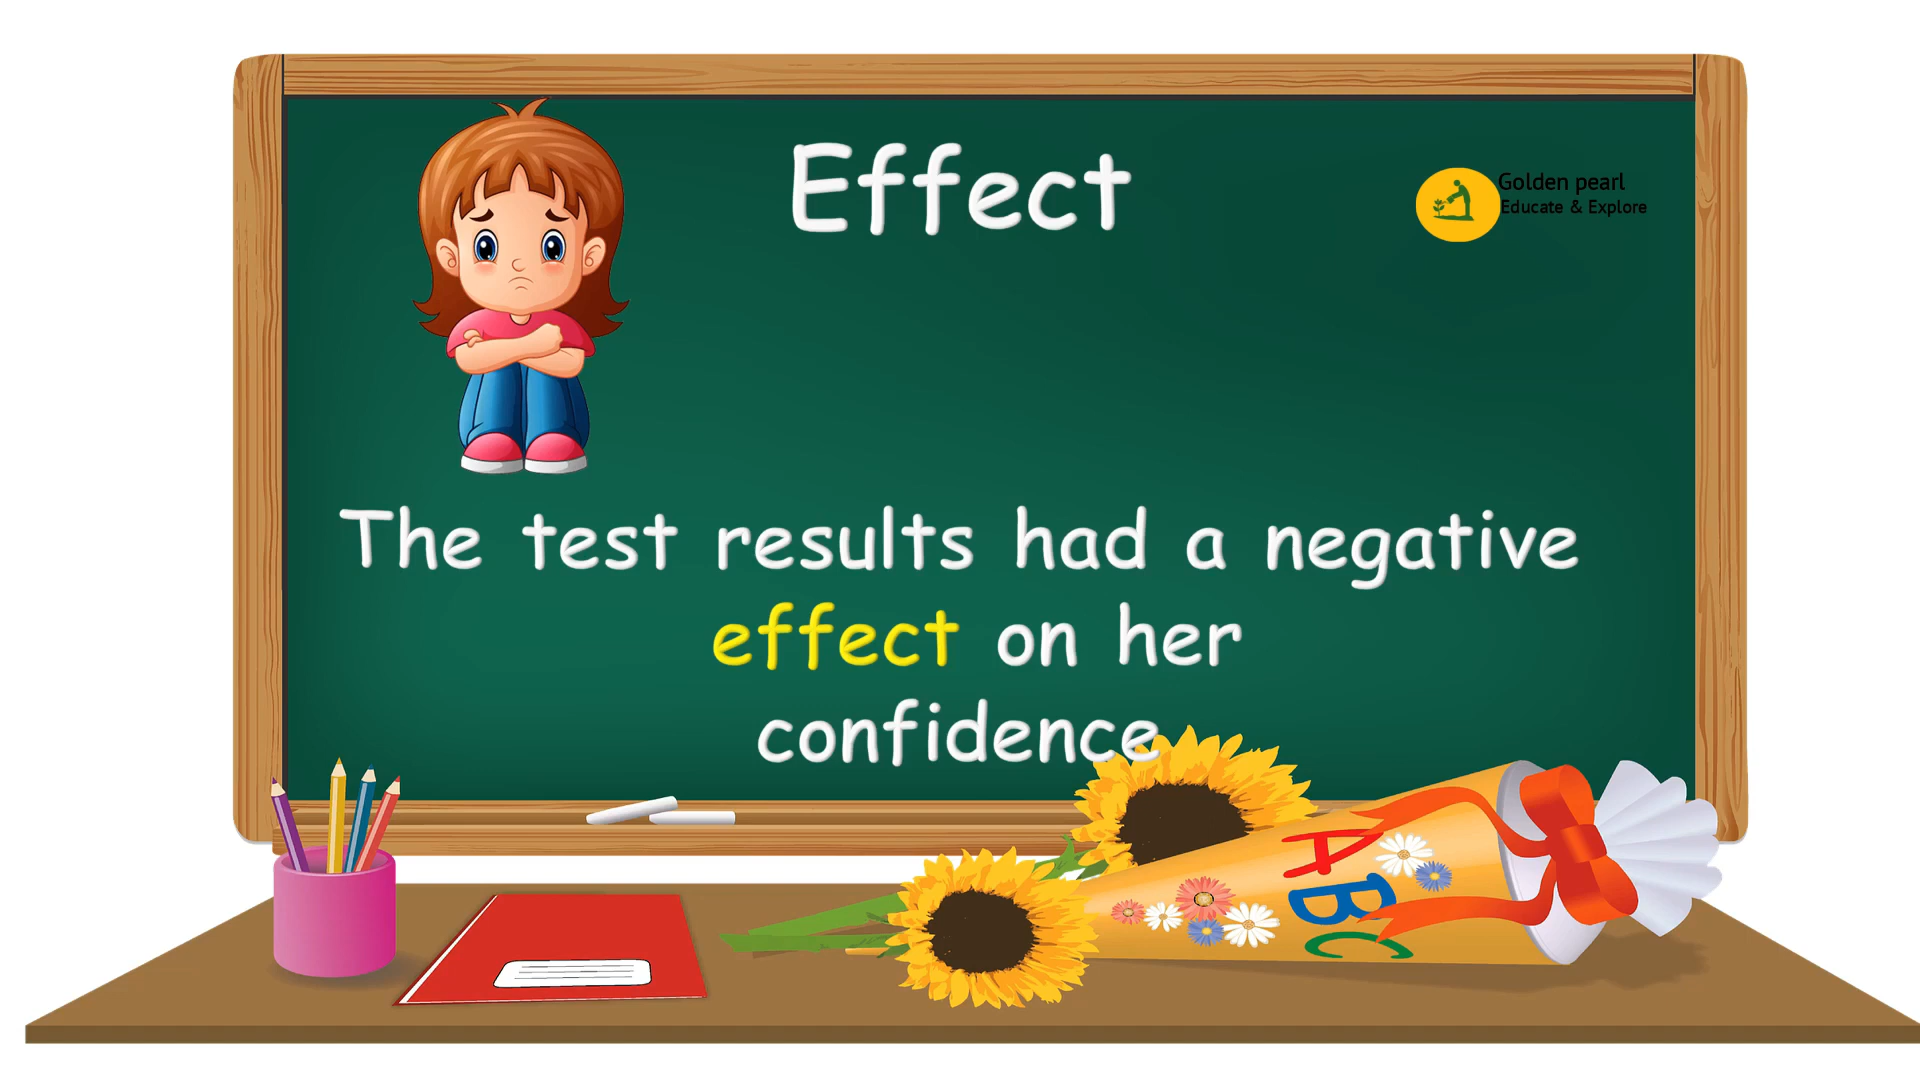 Effect
Golden pearl
Educate & Explore
The test results had a negative
effect on her
confidence
A
B
C